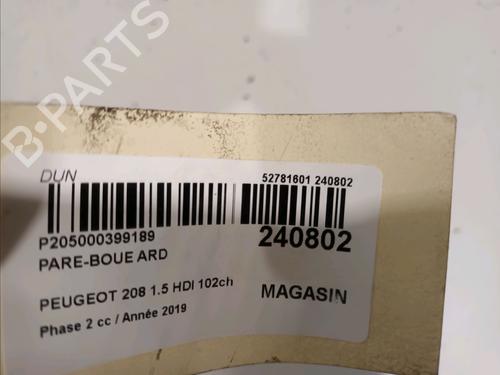 B-PARTS
DUN
52781601 240802
P205000399189
240802
PARE-BOUE ARD
PEUGEOT 208 1.5 HDI 102ch
MAGASIN
Phase 2 cc / Année 2019